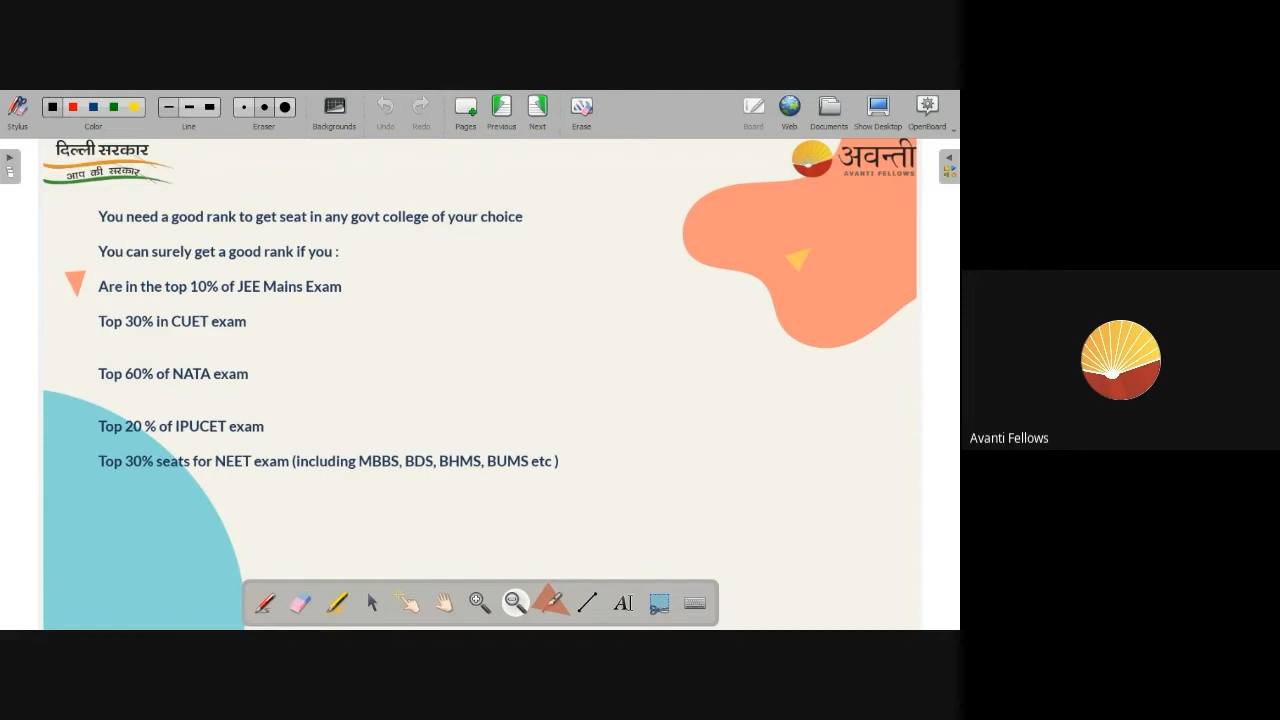 Stylus
Color
Line
Eraser
Backgrounds
Undo
Redo
Pages
Previous
Next
Erase
Board
Web
Documents
Show Desktop
OpenBoard
दिल्ली सरकार
आप की सरकार
अवन्ती
AVANTI FELLOWS
You need a good rank to get seat in any govt college of your choice
You can surely get a good rank if you :
Are in the top 10% of JEE Mains Exam
Top 30% in CUET exam
Top 60% of NATA exam
Top 20 % of IPUCET exam
Top 30% seats for NEET exam (including MBBS, BDS, BHMS, BUMS etc )
AI
Avanti Fellows